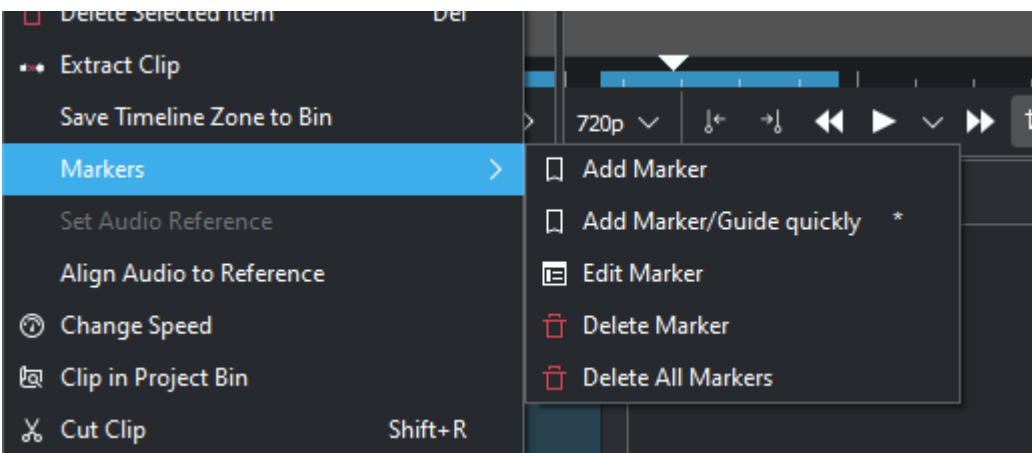 Delete Selected Item Del
Extract Clip
Save Timeline Zone to Bin
720p
Markers
Add Marker
Set Audio Reference
Add Marker/Guide quickly *
Align Audio to Reference
Edit Marker
Change Speed
Delete Marker
Clip in Project Bin
Delete All Markers
Cut Clip Shift+R